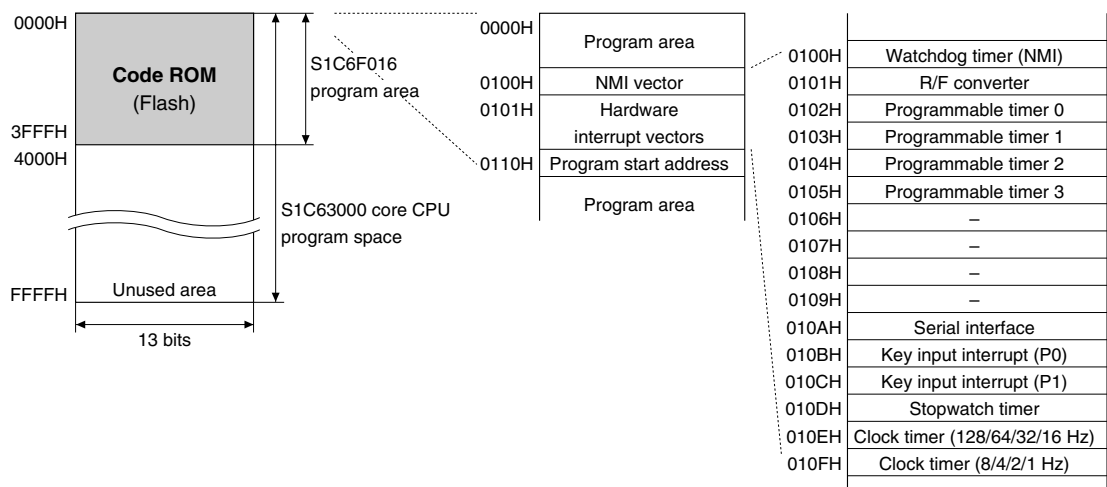 0000H
Code ROM
(Flash)
3FFFH
4000H
FFFFH
Unused area
13 bits
S1C6F016
program area
S1C63000 core CPU
program space
0000H
Program area
0100H NMI vector
0101H Hardware
interrupt vectors
0110H Program start address
Program area
0100H Watchdog timer (NMI)
0101H R/F converter
0102H Programmable timer 0
0103H Programmable timer 1
0104H Programmable timer 2
0105H Programmable timer 3
0106H –
0107H –
0108H –
0109H –
010AH Serial interface
010BH Key input interrupt (P0)
010CH Key input interrupt (P1)
010DH Stopwatch timer
010EH Clock timer (128/64/32/16 Hz)
010FH Clock timer (8/4/2/1 Hz)